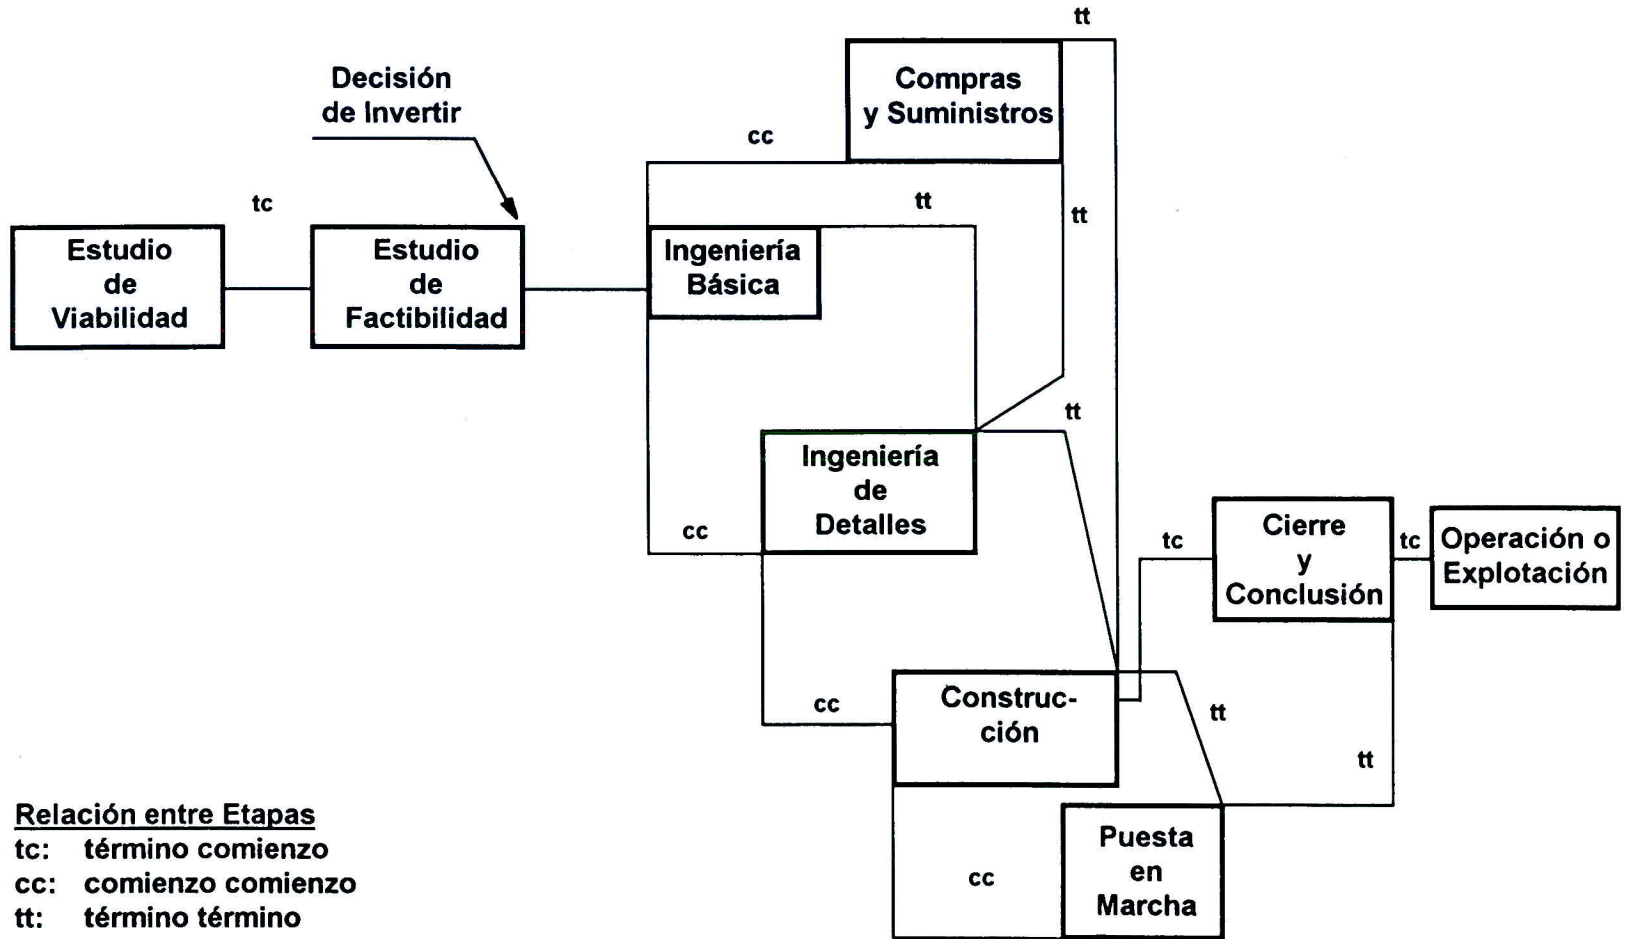 tt
Decisión
de Invertir
Compras
y Suministros
cc
tc
tt
tt
Estudio
de
Viabilidad
Estudio
de
Factibilidad
Ingeniería
Básica
tt
Ingeniería
de
Detalles
cc
tc
Cierre
y
Conclusión
tc
Operación o
Explotación
cc
Construc-
ción
tt
tt
Puesta
en
Marcha
cc
Relación entre Etapas
tc: término comienzo
cc: comienzo comienzo
tt: término término